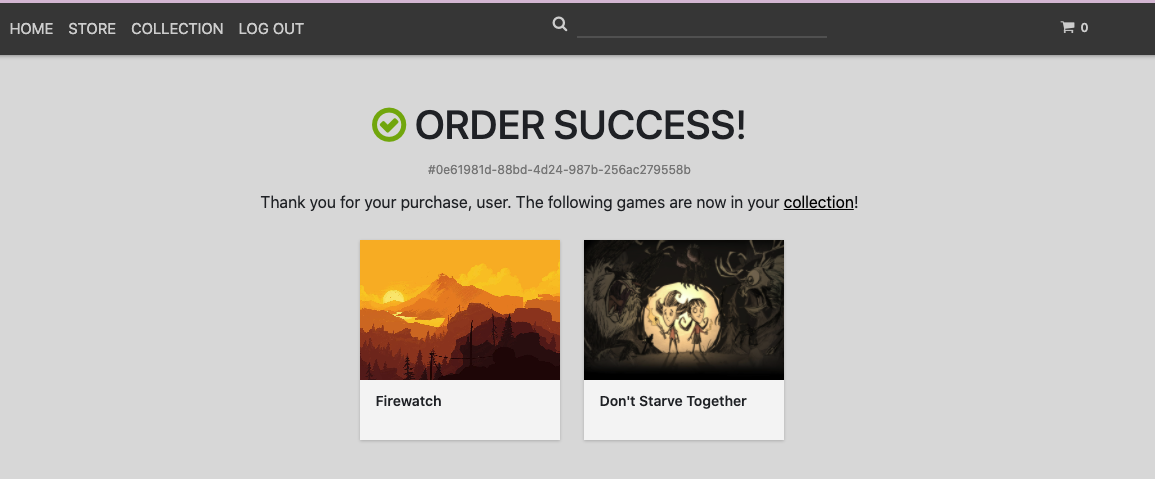 HOME STORE COLLECTION LOG OUT 0
ORDER SUCCESS!
#0e61981d-88bd-4d24-987b-256ac279558b
Thank you for your purchase, user. The following games are now in your collection!
Firewatch
Don't Starve Together